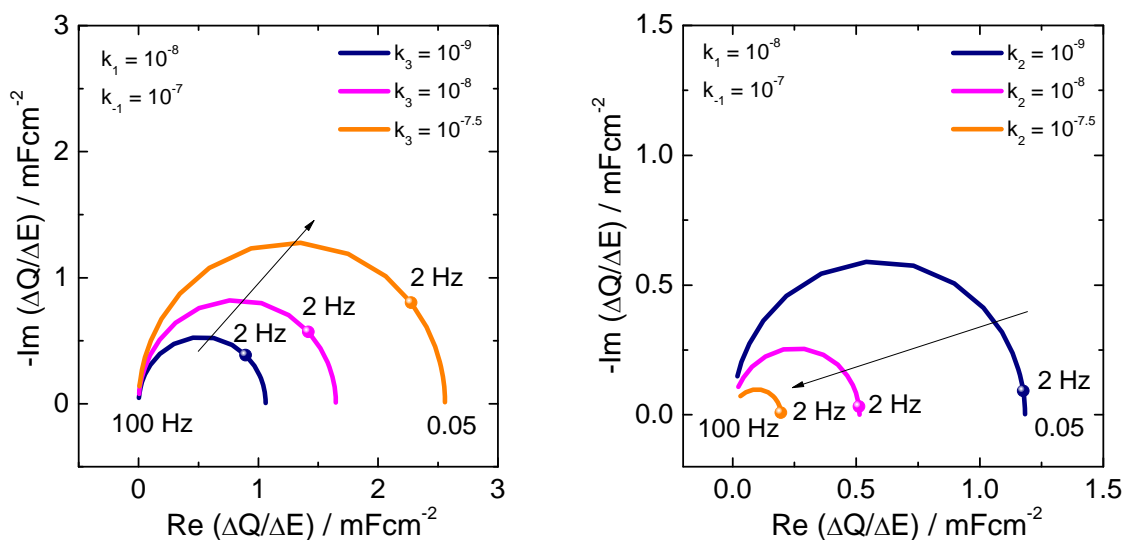 -Im (ΔQ/ΔE) / mFcm⁻²
3
2
1
0
k₁ = 10⁻⁸
k₋₁ = 10⁻⁷
k₃ = 10⁻⁹
k₃ = 10⁻⁸
k₃ = 10⁻⁷·⁵
2 Hz
2 Hz
2 Hz
100 Hz
0.05
0 1 2 3
Re (ΔQ/ΔE) / mFcm⁻²
-Im (ΔQ/ΔE) / mFcm⁻²
1.5
1.0
0.5
0.0
k₁ = 10⁻⁸
k₋₁ = 10⁻⁷
k₂ = 10⁻⁹
k₂ = 10⁻⁸
k₂ = 10⁻⁷·⁵
2 Hz
2 Hz
2 Hz
100 Hz
0.05
0.0 0.5 1.0 1.5
Re (ΔQ/ΔE) / mFcm⁻²